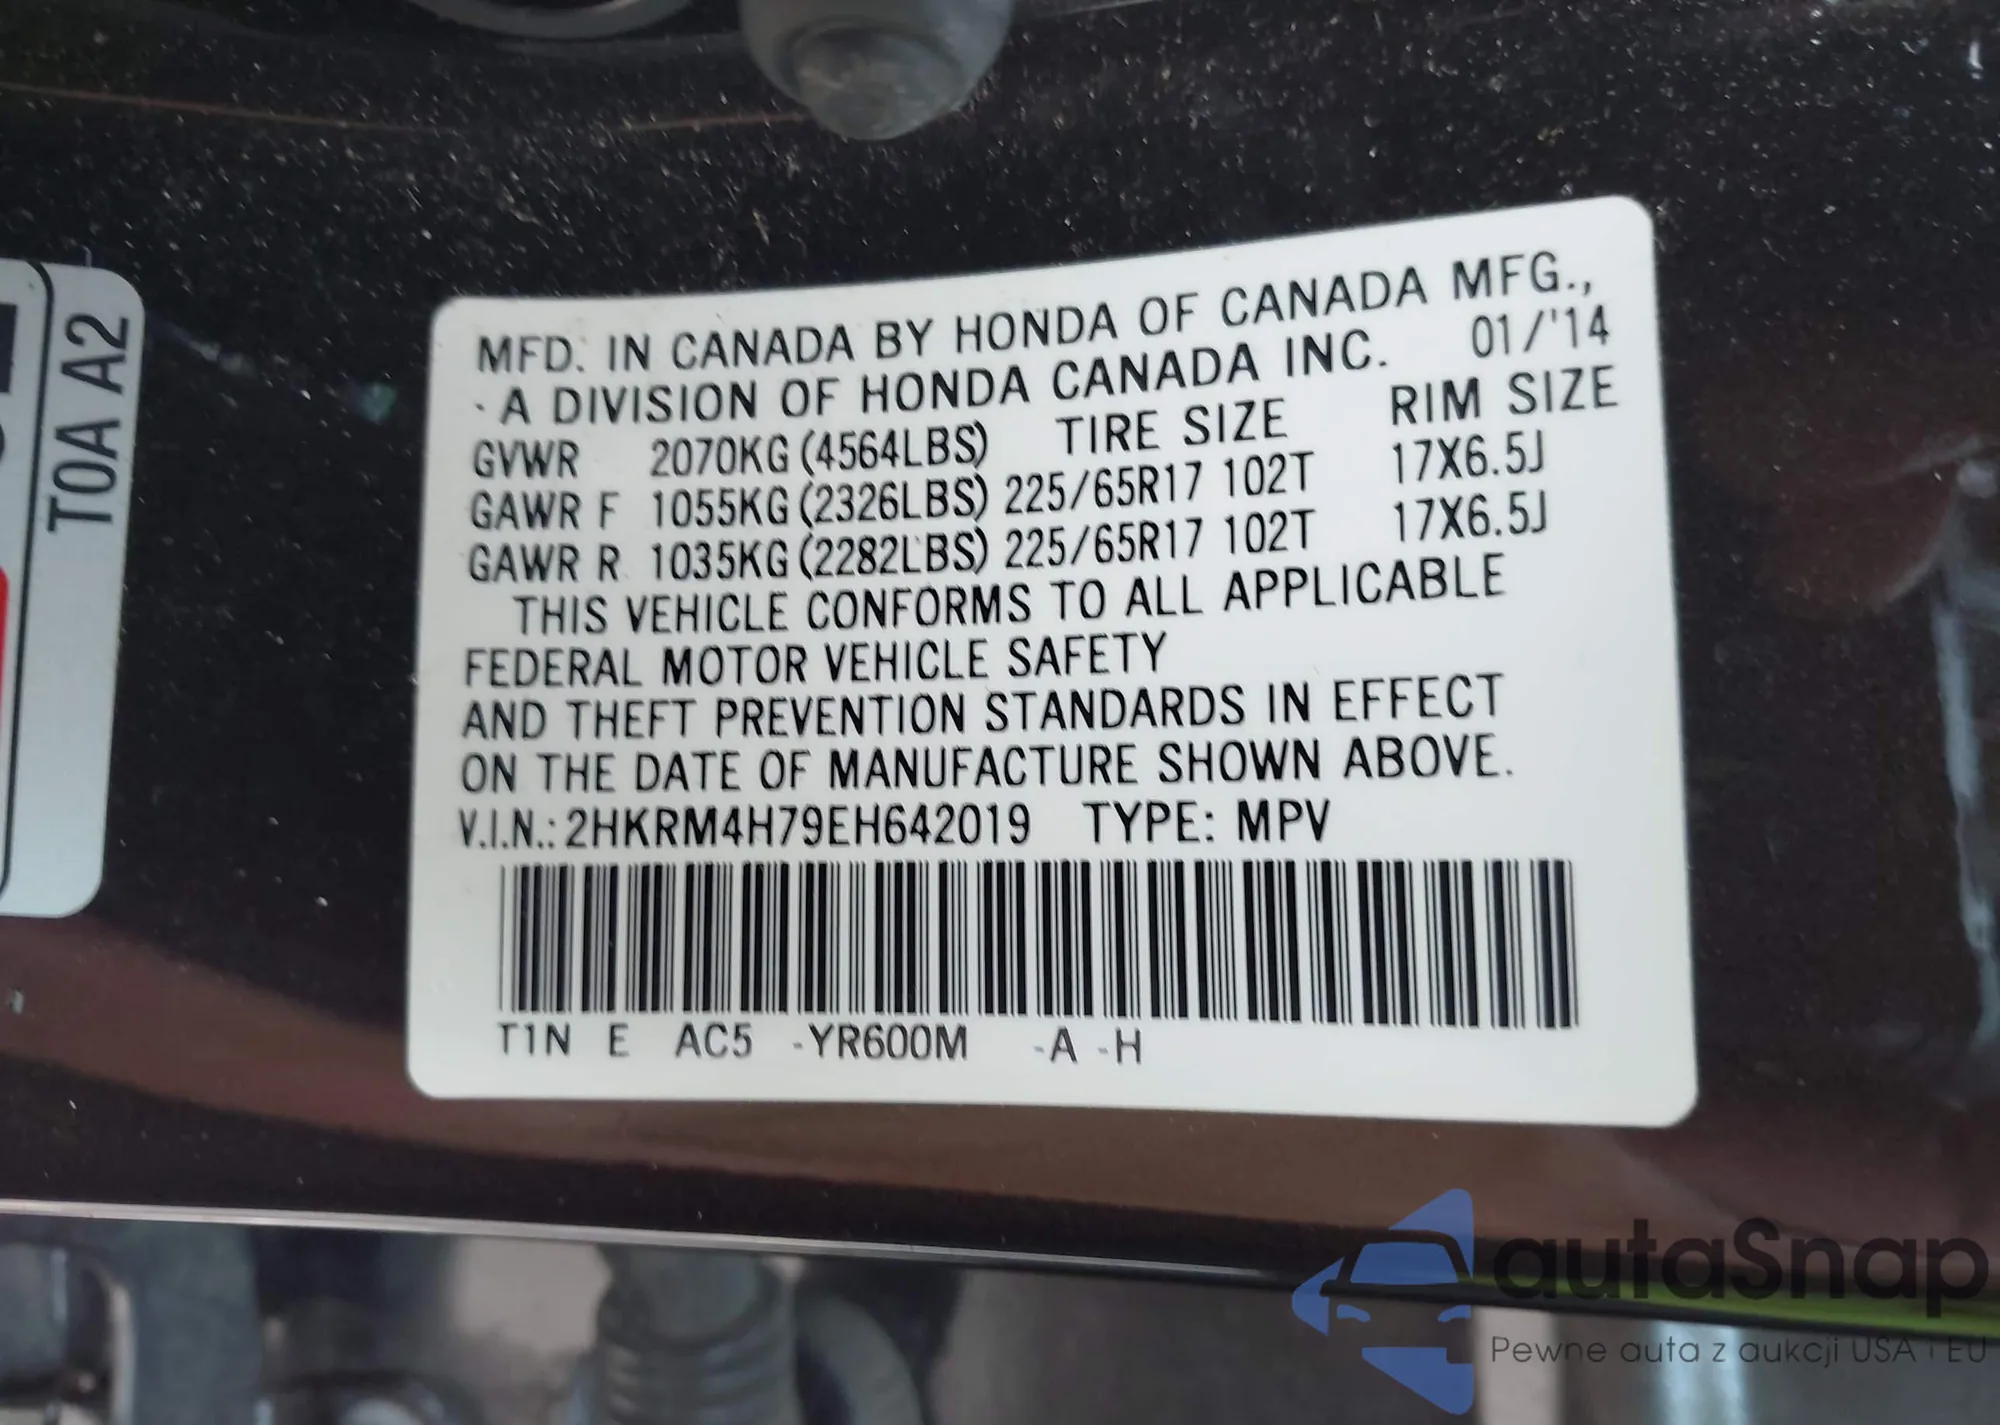 T0A A2
MFD. IN CANADA BY HONDA OF CANADA MFG.,
- A DIVISION OF HONDA CANADA INC. 01/'14
GVWR 2070KG (4564LBS) TIRE SIZE RIM SIZE
GAWR F 1055KG (2326LBS) 225/65R17 102T 17X6.5J
GAWR R 1035KG (2282LBS) 225/65R17 102T 17X6.5J
THIS VEHICLE CONFORMS TO ALL APPLICABLE
FEDERAL MOTOR VEHICLE SAFETY
AND THEFT PREVENTION STANDARDS IN EFFECT
ON THE DATE OF MANUFACTURE SHOWN ABOVE.
V.I.N.: 2HKRM4H79EH642019 TYPE: MPV
T1N E AC5 -YR600M -A -H
autaSnap
Pewne auta z aukcji USA i EU